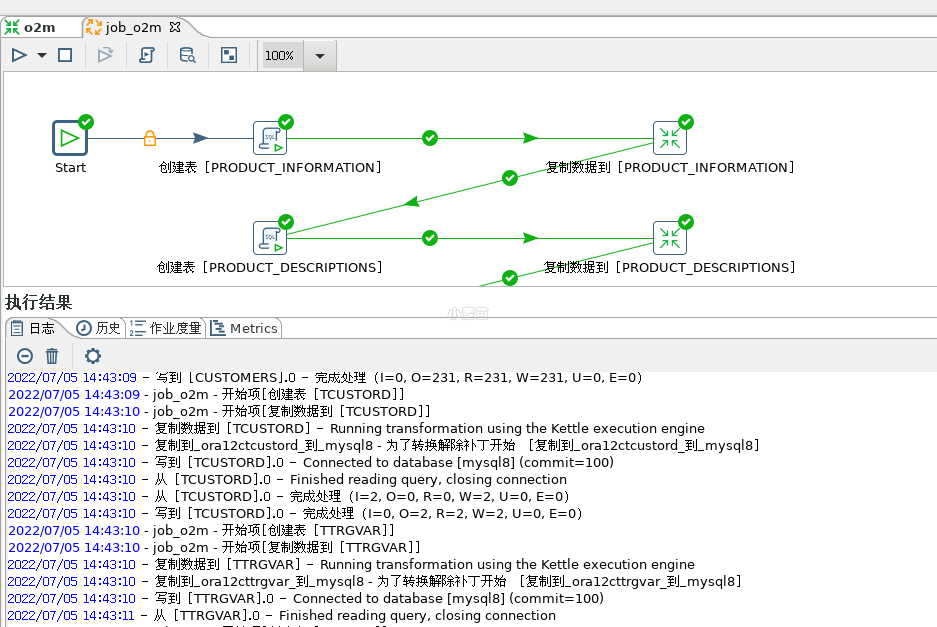 o2m
job_o2m
100%
Start
创建表 [PRODUCT_INFORMATION]
复制数据到 [PRODUCT_INFORMATION]
创建表 [PRODUCT_DESCRIPTIONS]
复制数据到 [PRODUCT_DESCRIPTIONS]
执行结果
小麦苗
日志 历史 作业度量 Metrics
2022/07/05 14:43:09 - 写到 [CUSTOMERS].0 - 完成处理 (I=0, O=231, R=231, W=231, U=0, E=0)
2022/07/05 14:43:09 - job_o2m - 开始项[创建表 [TCUSTORD]]
2022/07/05 14:43:10 - job_o2m - 开始项[复制数据到 [TCUSTORD]]
2022/07/05 14:43:10 - 复制数据到 [TCUSTORD] - Running transformation using the Kettle execution engine
2022/07/05 14:43:10 - 复制到_ora12ctcustord_到_mysql8 - 为了转换解除补丁开始 [复制到_ora12ctcustord_到_mysql8]
2022/07/05 14:43:10 - 写到 [TCUSTORD].0 - Connected to database [mysql8] (commit=100)
2022/07/05 14:43:10 - 从 [TCUSTORD].0 - Finished reading query, closing connection
2022/07/05 14:43:10 - 从 [TCUSTORD].0 - 完成处理 (I=2, O=0, R=0, W=2, U=0, E=0)
2022/07/05 14:43:10 - 写到 [TCUSTORD].0 - 完成处理 (I=0, O=2, R=2, W=2, U=0, E=0)
2022/07/05 14:43:10 - job_o2m - 开始项[创建表 [TTRGVAR]]
2022/07/05 14:43:10 - job_o2m - 开始项[复制数据到 [TTRGVAR]]
2022/07/05 14:43:10 - 复制数据到 [TTRGVAR] - Running transformation using the Kettle execution engine
2022/07/05 14:43:10 - 复制到_ora12cttrgvar_到_mysql8 - 为了转换解除补丁开始 [复制到_ora12cttrgvar_到_mysql8]
2022/07/05 14:43:10 - 写到 [TTRGVAR].0 - Connected to database [mysql8] (commit=100)
2022/07/05 14:43:11 - 从 [TTRGVAR].0 - Finished reading query, closing connection